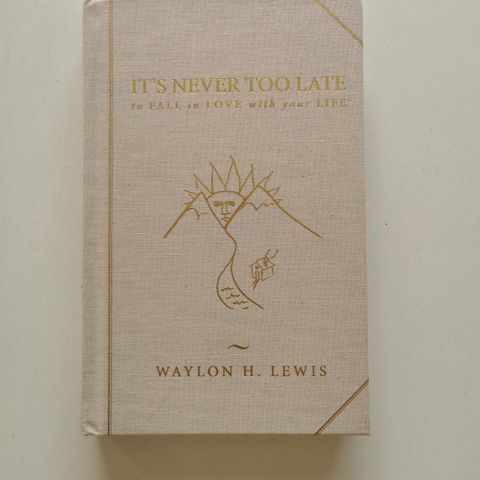 IT'S NEVER TOO LATE
to FALL in LOVE with your LIFE
WAYLON H. LEWIS